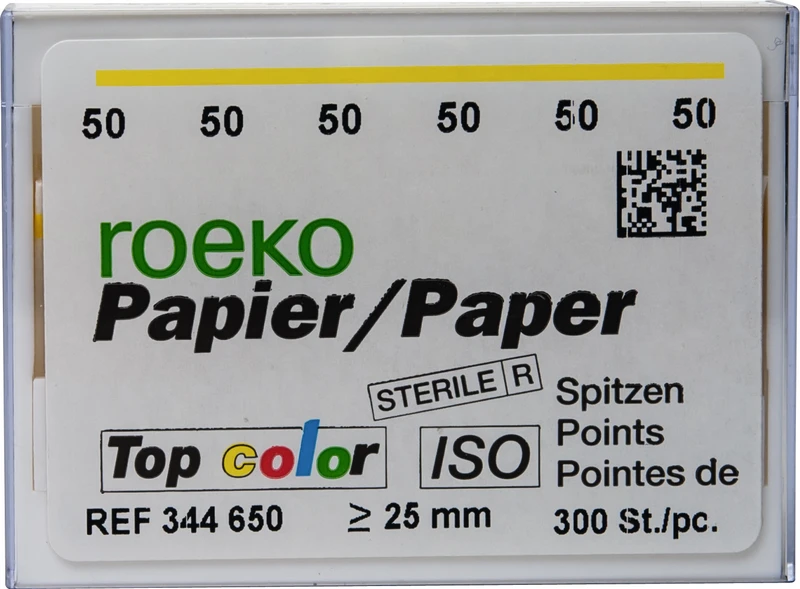 50 50 50 50 50 50
roeko
Papier/Paper
STERILE R
Spitzen
Points
Pointes de
Top color
ISO
REF 344 650
≥ 25 mm
300 St./pc.